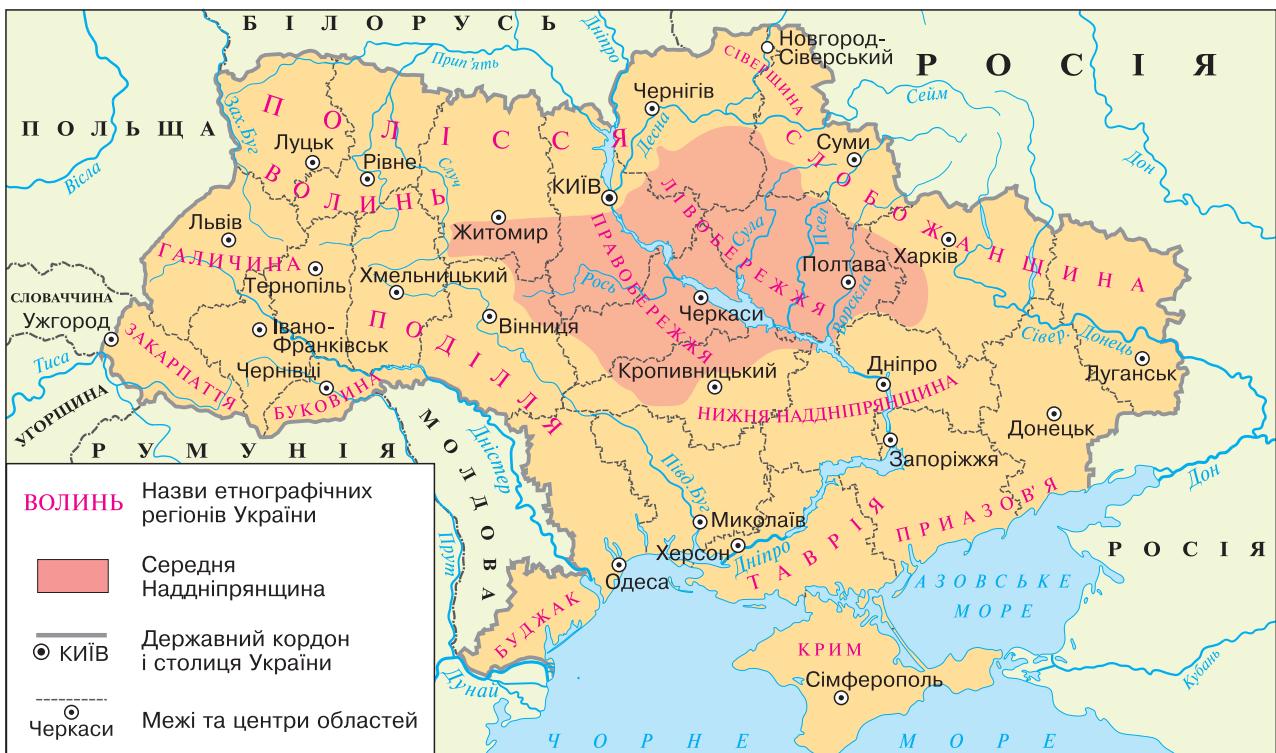 БІЛОРУСЬ
Дніпро
Новгород-
Сіверський
РОСІЯ
Прип'ять
СІВЕРЩИНА
Чернігів
Сейм
ПОЛЬЩА
Зах. Буг
ПОЛІССЯ
Десна
Суми
Дон
Вісла
Луцьк
Рівне
Случ
СЛОБОЖАНЩИНА
ВОЛИНЬ
КИЇВ
ЛІВОБЕРЕЖЖЯ
Львів
Житомир
ПРАВОБЕРЕЖЖЯ
Сула
Псел
Харків
ГАЛИЧИНА
Тернопіль
Хмельницький
Рось
Полтава
СЛОВАЧЧИНА
Ужгород
Черкаси
Ворскла
Івано-
Франківськ
ПОДІЛЛЯ
Вінниця
Сівер. Донець
ЗАКАРПАТТЯ
Тиса
Чернівці
Кропивницький
Дніпро
Луганськ
УГОРЩИНА
БУКОВИНА
НИЖНЯ НАДДНІПРЯНЩИНА
РУМУНІЯ
МОЛДОВА
Дністер
Донецьк
Запоріжжя
Півд. Буг
Дон
Миколаїв
ПРИАЗОВ'Я
Прут
Херсон
Дніпро
ТАВРІЯ
РОСІЯ
Одеса
АЗОВСЬКЕ
МОРЕ
БУДЖАК
КРИМ
Сімферополь
Кубань
Дунай
ЧОРНЕ МОРЕ
ВОЛИНЬ
Назви етнографічних
регіонів України
Середня
Наддніпрянщина
КИЇВ
Державний кордон
і столиця України
Черкаси
Межі та центри областей